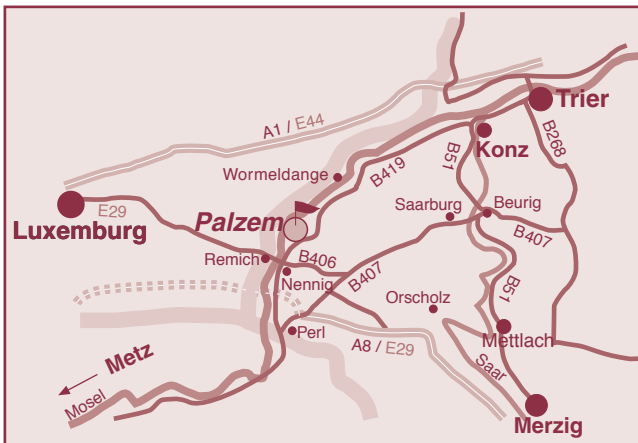 A1 / E44
Trier
B268
Konz
B51
Wormeldange
B419
E29
Luxemburg
Palzem
Saarburg
Beurig
B407
Remich
B406
Nennig
B407
B51
Orscholz
Perl
Mettlach
A8 / E29
Saar
Metz
Mosel
Merzig